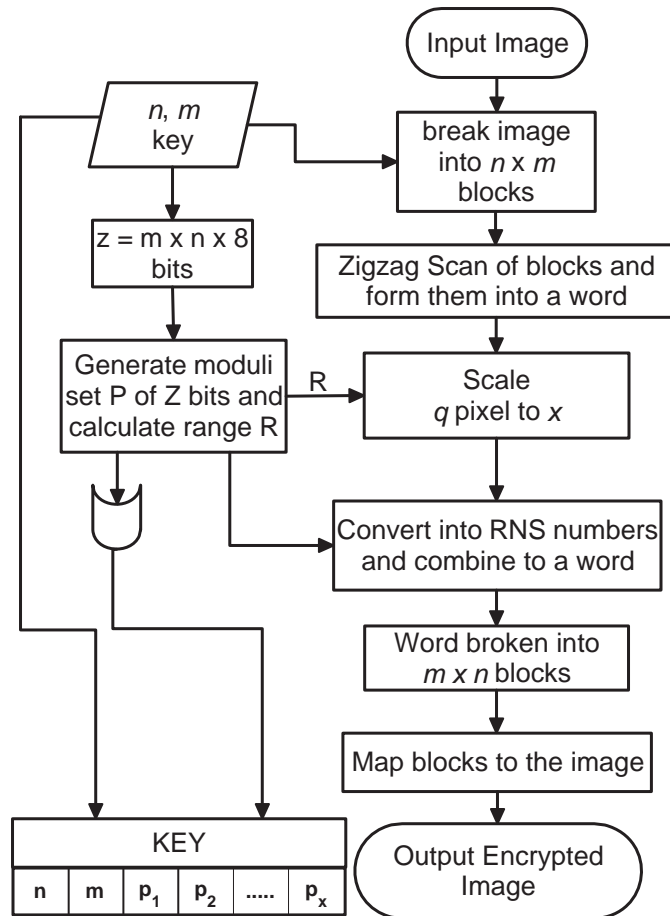 Input Image
n, m
key
break image
into n x m
blocks
z = m x n x 8
bits
Zigzag Scan of blocks and
form them into a word
Generate moduli
set P of Z bits and
calculate range R
R
Scale
q pixel to x
Convert into RNS numbers
and combine to a word
Word broken into
m x n blocks
Map blocks to the image
KEY
n m p1 p2 ..... px
Output Encrypted
Image